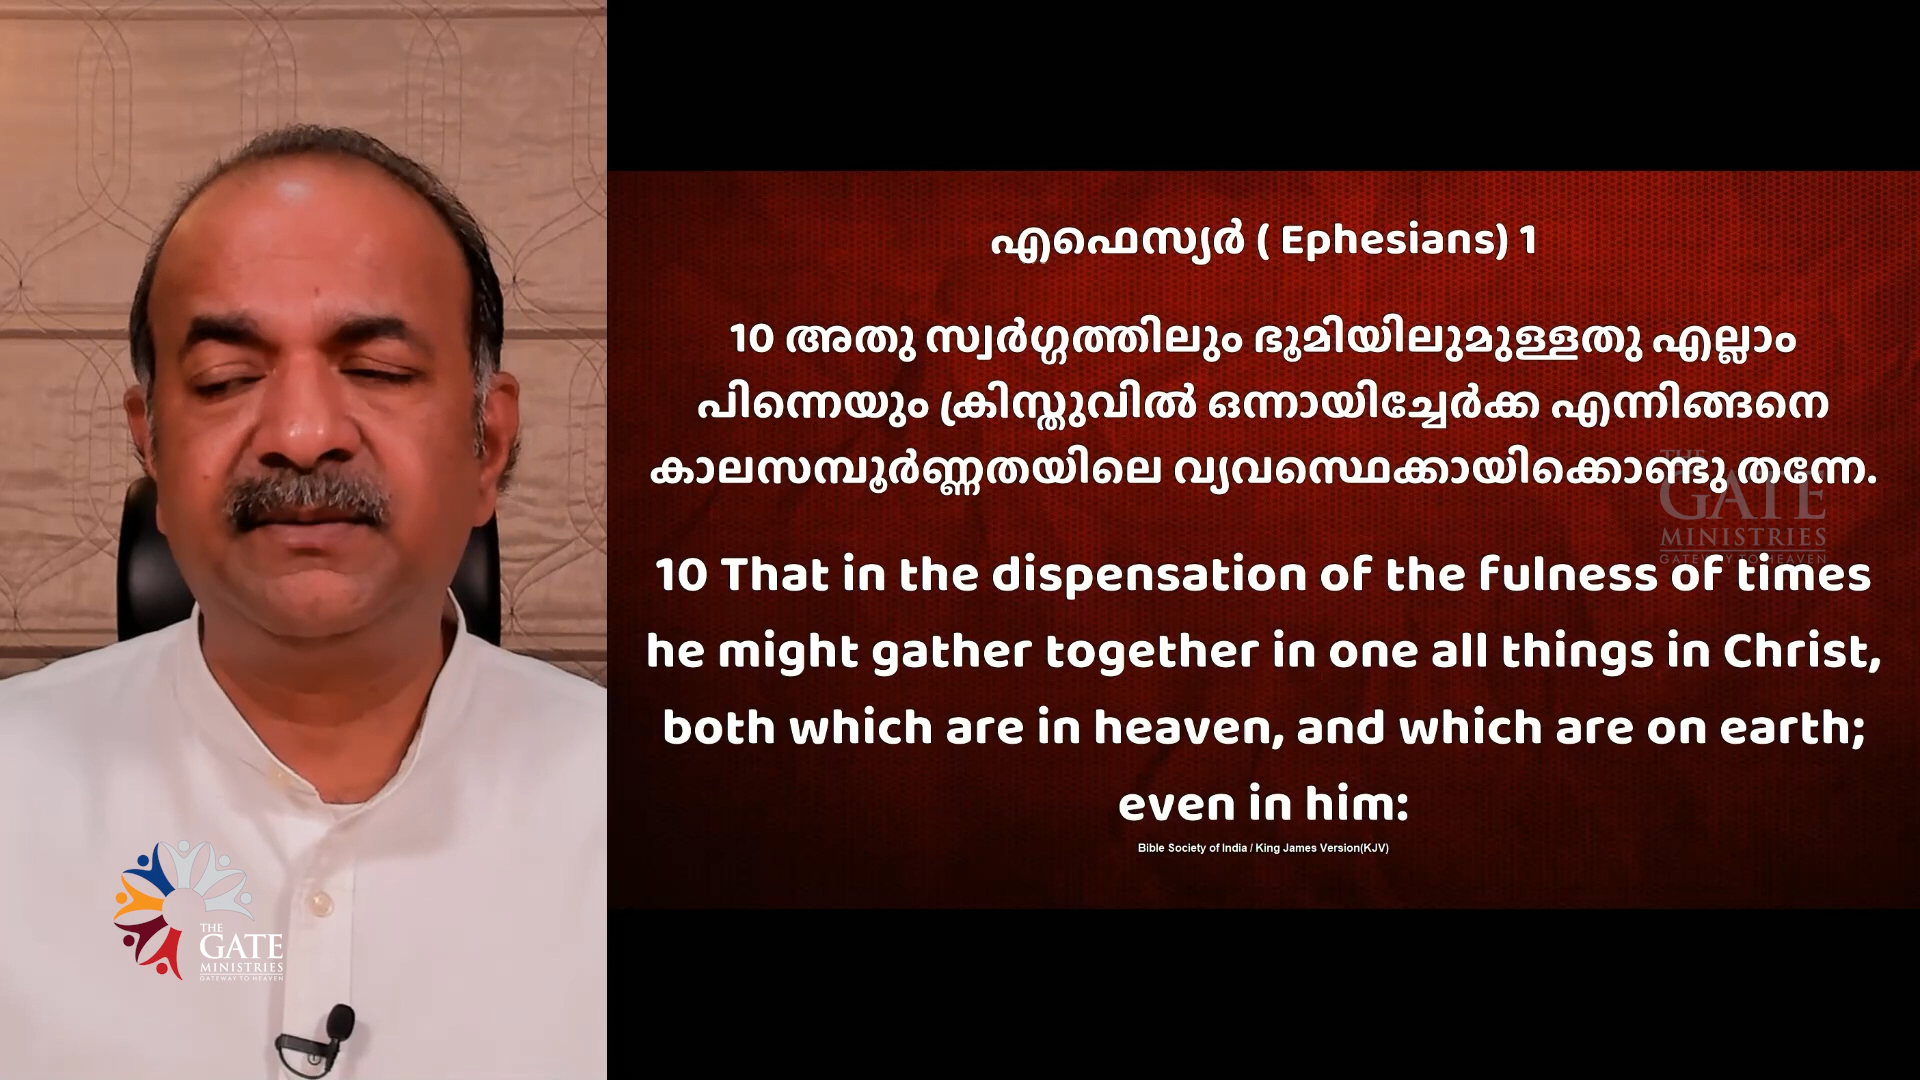 എഫെസ്യർ ( Ephesians) 1
10 അതു സ്വർഗ്ഗത്തിലും ഭൂമിയിലുമുള്ളതു എല്ലാം
പിന്നെയും ക്രിസ്തുവിൽ ഒന്നായിച്ചേർക്ക എന്നിങ്ങനെ
കാലസമ്പൂർണ്ണതയിലെ വ്യവസ്ഥെക്കായിക്കൊണ്ടു തന്നേ.
THE
GATE
MINISTRIES
GATEWAY TO HEAVEN
10 That in the dispensation of the fulness of times
he might gather together in one all things in Christ,
both which are in heaven, and which are on earth;
even in him:
Bible Society of India / King James Version(KJV)
THE
GATE
MINISTRIES
GATEWAY TO HEAVEN